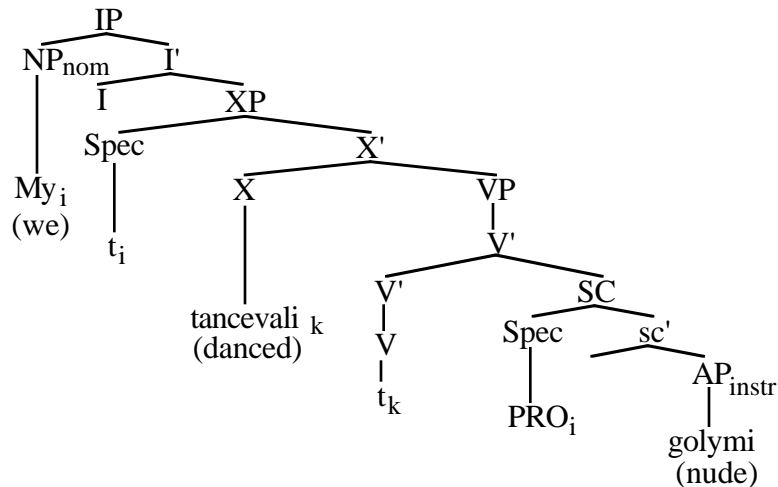 IP
NPnom I'
I XP
Spec X'
Myi X VP
(we)
ti V'
V' SC
tancevali k Spec sc'
(danced) V
tk APinstr
PROi
golymi
(nude)